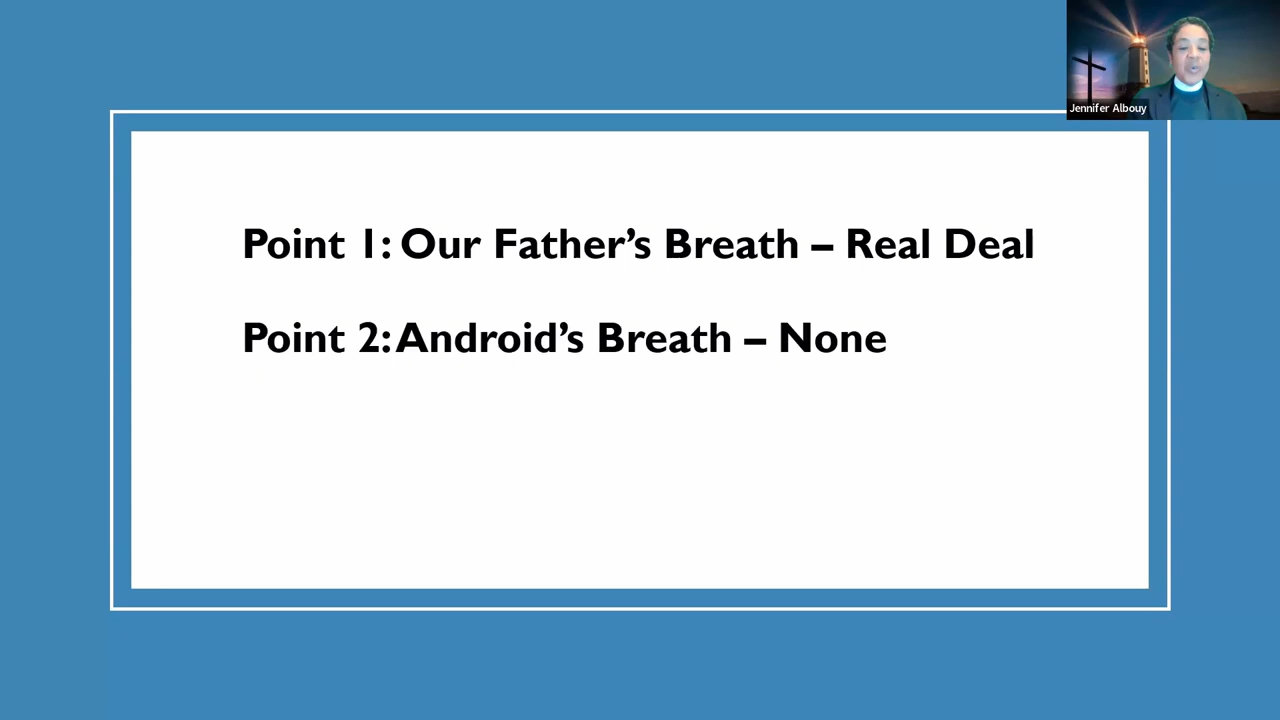 Jennifer Albouy
Point 1: Our Father’s Breath – Real Deal
Point 2: Android’s Breath – None